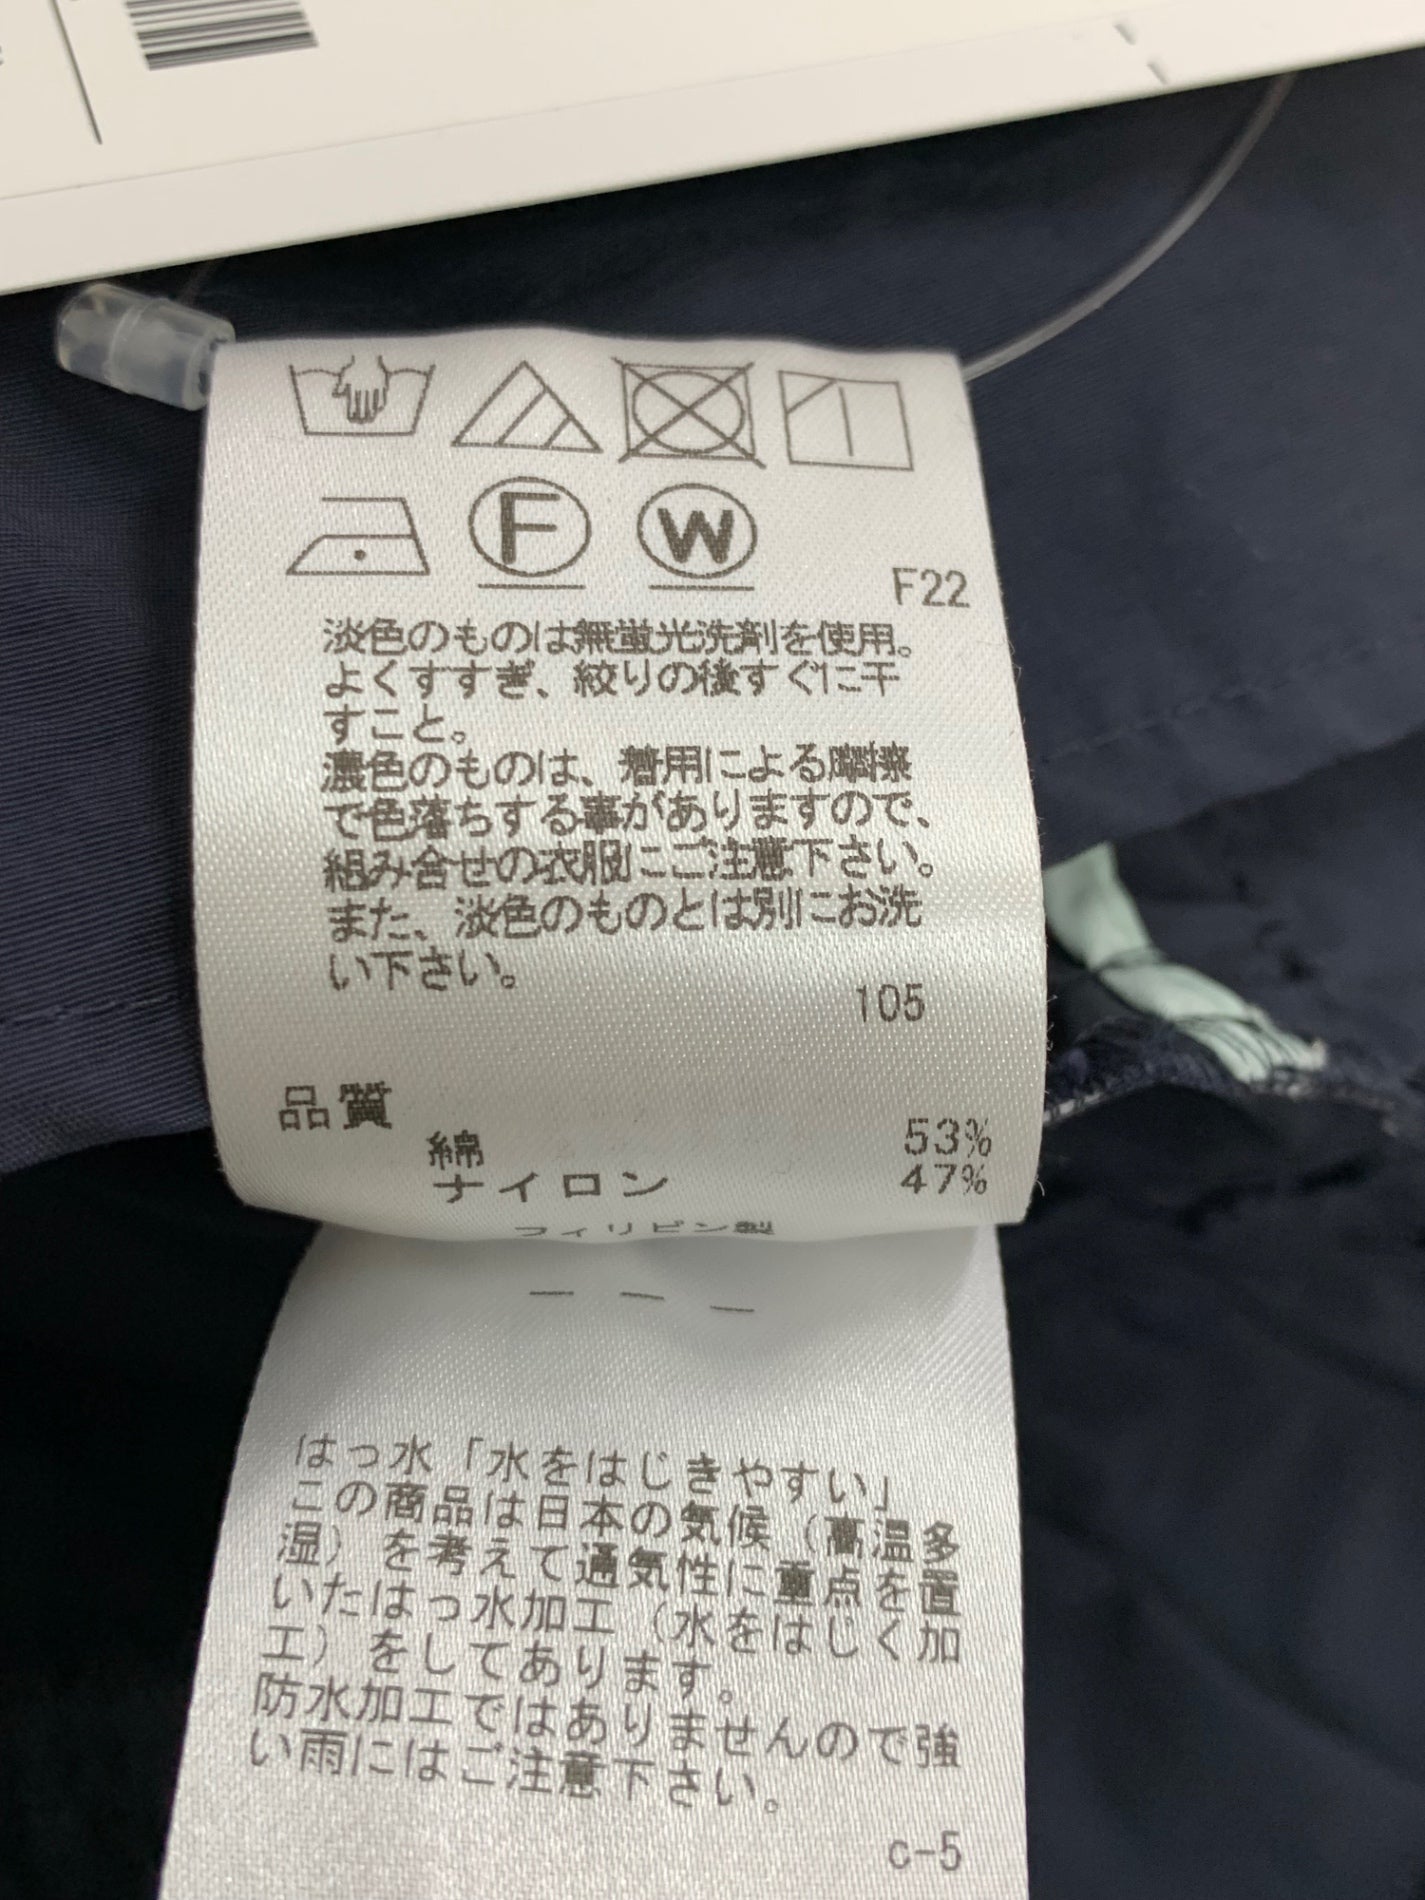 F
W
F22
淡色のものは無蛍光洗剤を使用。
よくすすぎ、絞りの後すぐに干
すこと。
濃色のものは、着用による摩擦
で色落ちする事がありますので、
組み合せの衣服にご注意下さい。
また、淡色のものとは別にお洗
い下さい。
105
品質
綿 53%
ナイロン 47%
フィリピン製
はっ水「水をはじきやすい」
この商品は日本の気候（高温多
湿）を考えて通気性に重点を置
いたはっ水加工（水をはじく加
工）をしてあります。
防水加工ではありませんので強
い雨にはご注意下さい。
c-5